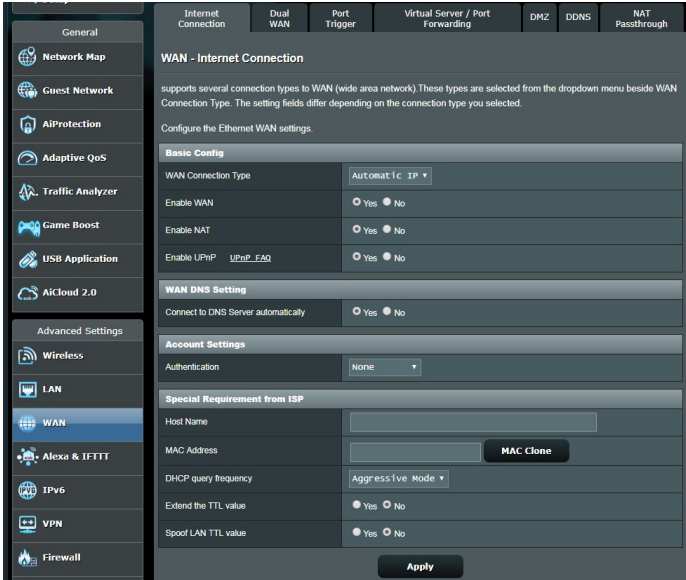 General
Network Map
Guest Network
AiProtection
Adaptive QoS
Traffic Analyzer
Game Boost
USB Application
AiCloud 2.0
Advanced Settings
Wireless
LAN
WAN
Alexa & IFTTT
IPv6
VPN
Firewall
Internet Connection
Dual WAN
Port Trigger
Virtual Server / Port Forwarding
DMZ
DDNS
NAT Passthrough
WAN - Internet Connection
supports several connection types to WAN (wide area network).These types are selected from the dropdown menu beside WAN
Connection Type. The setting fields differ depending on the connection type you selected.
Configure the Ethernet WAN settings.
Basic Config
WAN Connection Type Automatic IP
Enable WAN Yes No
Enable NAT Yes No
Enable UPnP UPnP FAQ Yes No
WAN DNS Setting
Connect to DNS Server automatically Yes No
Account Settings
Authentication None
Special Requirement from ISP
Host Name
MAC Address MAC Clone
DHCP query frequency Aggressive Mode
Extend the TTL value Yes No
Spoof LAN TTL value Yes No
Apply